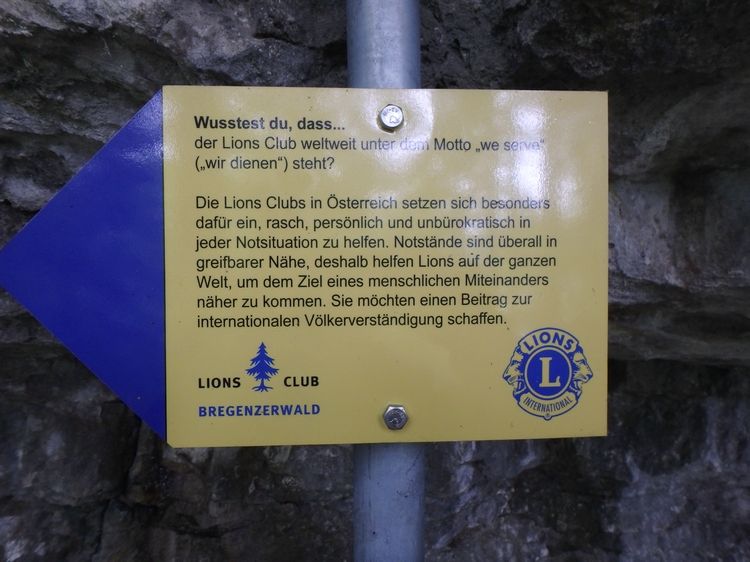 Wusstest du, dass...
der Lions Club weltweit unter dem Motto „we serve“
(„wir dienen“) steht?
Die Lions Clubs in Österreich setzen sich besonders
dafür ein, rasch, persönlich und unbürokratisch in
jeder Notsituation zu helfen. Notstände sind überall in
greifbarer Nähe, deshalb helfen Lions auf der ganzen
Welt, um dem Ziel eines menschlichen Miteinanders
näher zu kommen. Sie möchten einen Beitrag zur
internationalen Völkerverständigung schaffen.
LIONS CLUB
BREGENZERWALD
LIONS
L
INTERNATIONAL
®